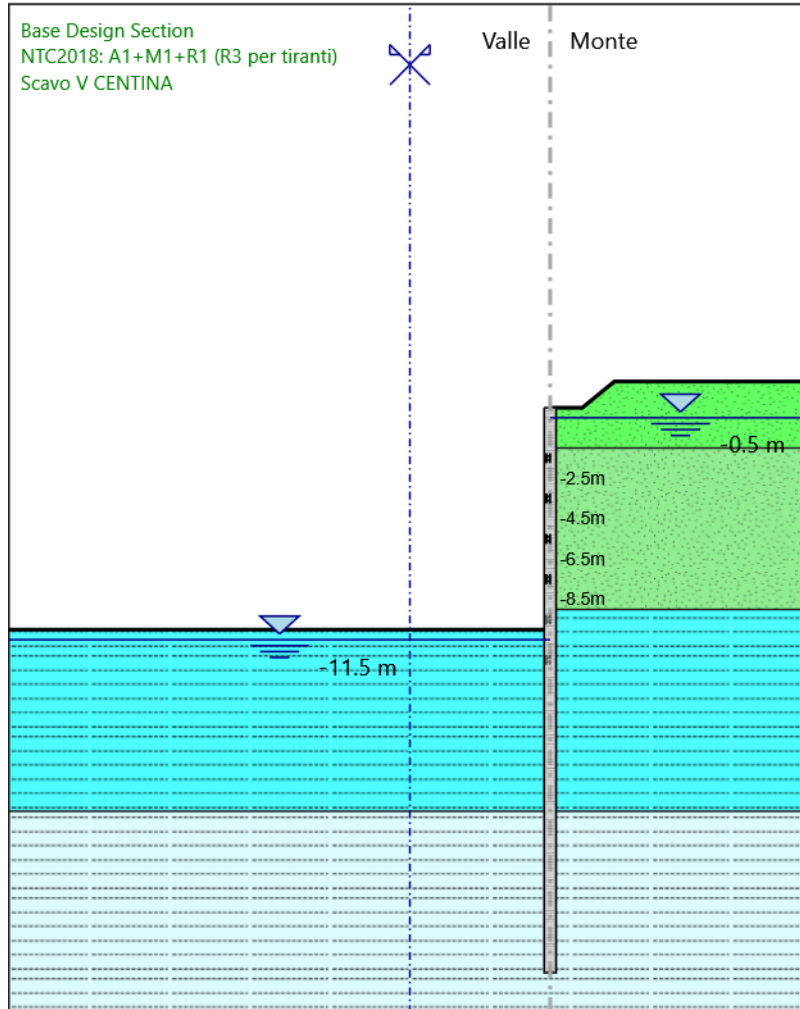 Base Design Section
NTC2018: A1+M1+R1 (R3 per tiranti)
Scavo V CENTINA
Valle
Monte
-0.5 m
-2.5m
-4.5m
-6.5m
-8.5m
-11.5 m